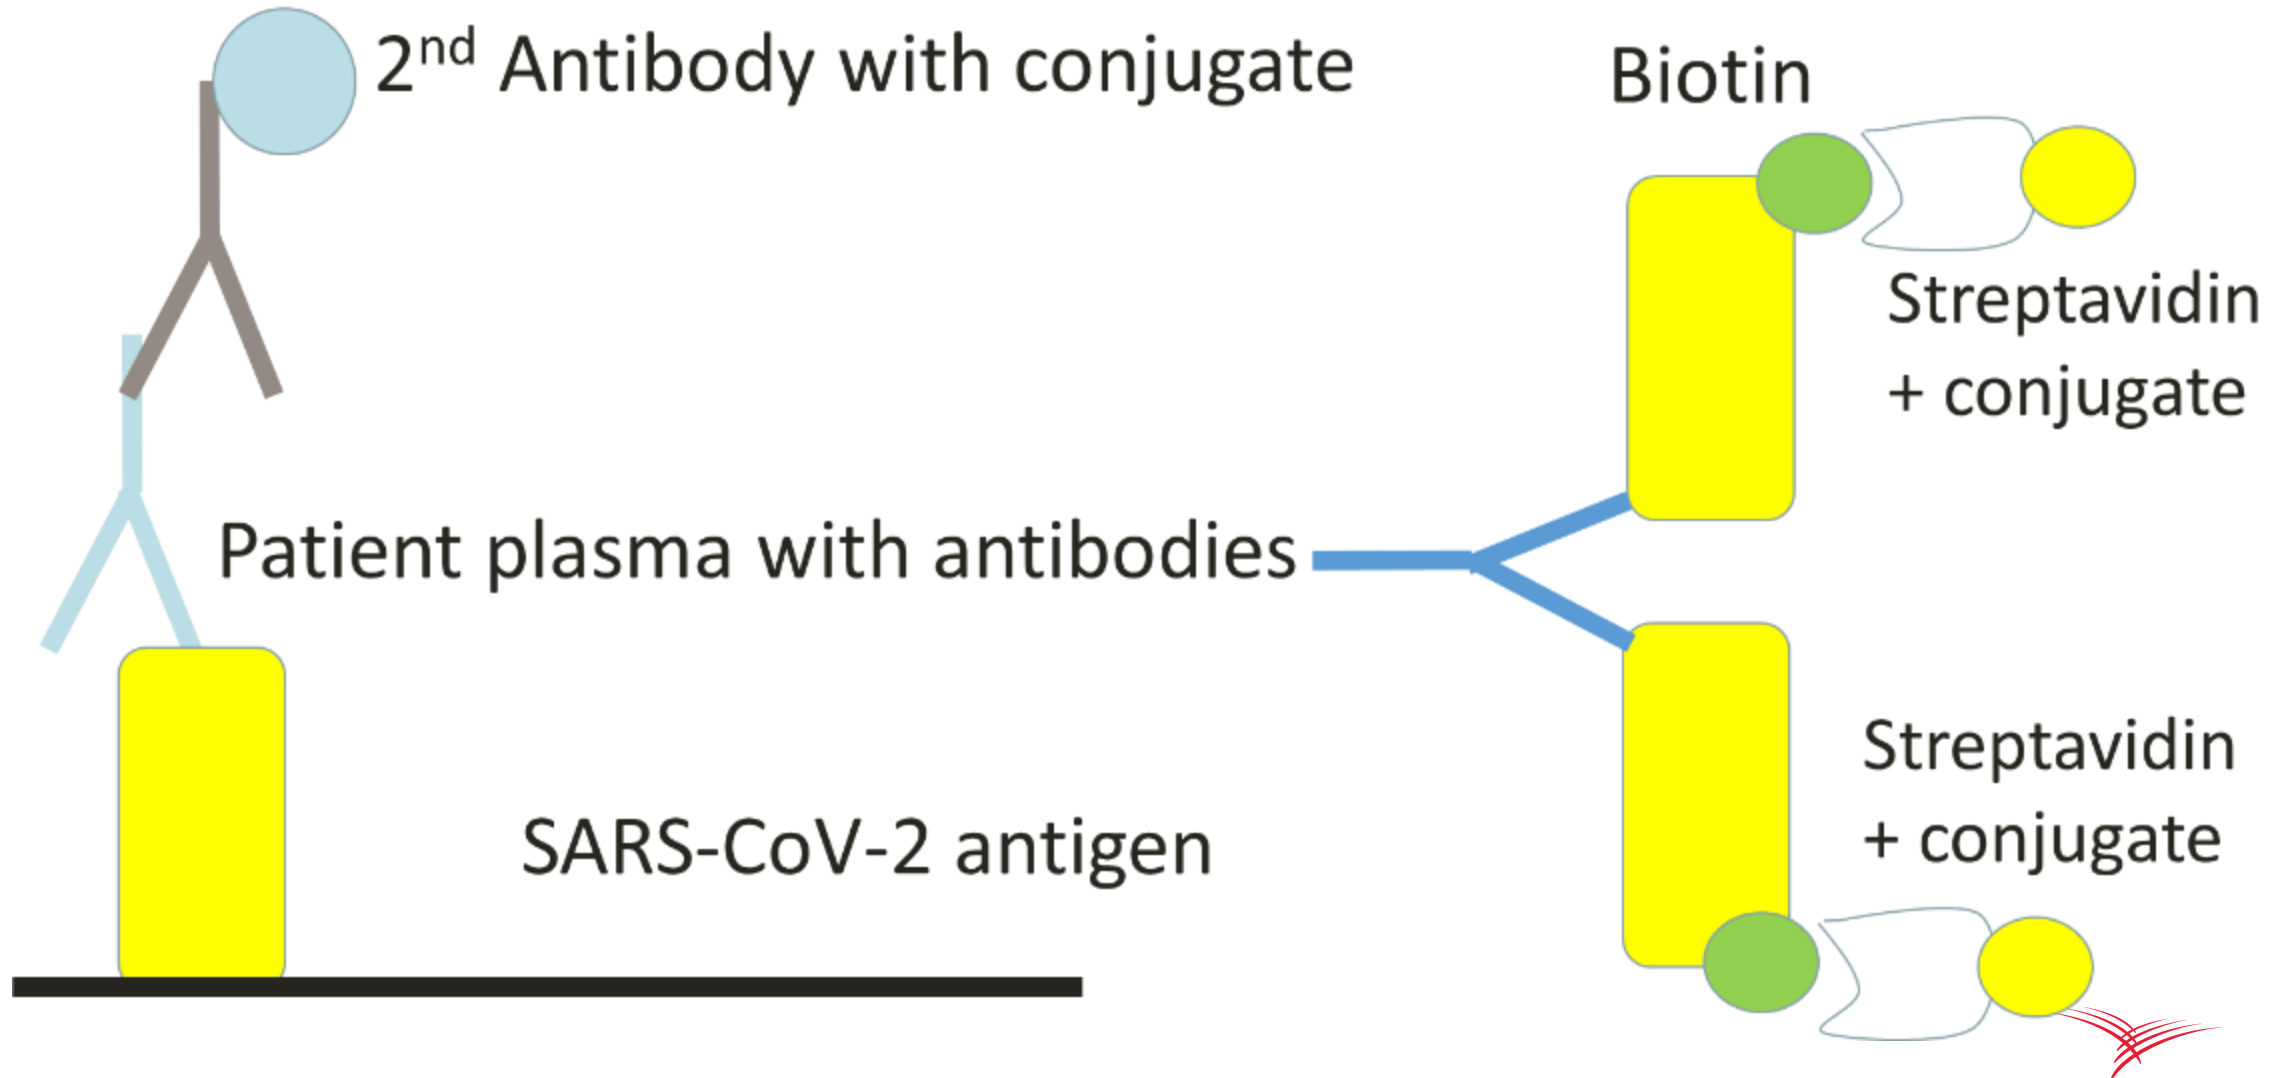 2nd Antibody with conjugate
Biotin
Streptavidin
+ conjugate
Patient plasma with antibodies
Streptavidin
+ conjugate
SARS-CoV-2 antigen